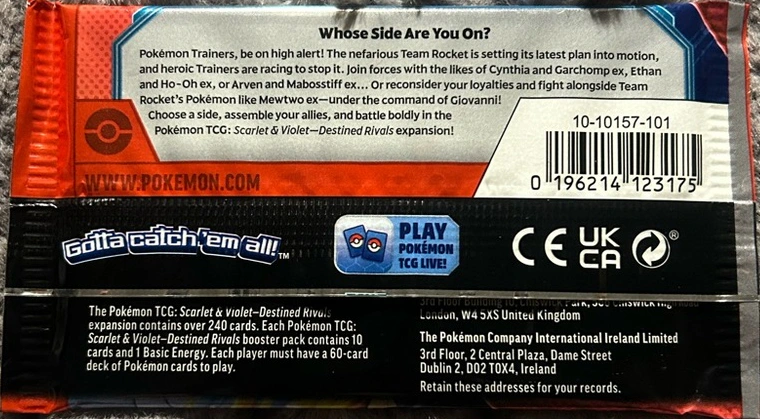 Whose Side Are You On?
Pokémon Trainers, be on high alert! The nefarious Team Rocket is setting its latest plan into motion,
and heroic Trainers are racing to stop it. Join forces with the likes of Cynthia and Garchomp ex, Ethan
and Ho-Oh ex, or Arven and Mabosstiff ex... Or reconsider your loyalties and fight alongside Team
Rocket's Pokémon like Mewtwo ex—under the command of Giovanni!
Choose a side, assemble your allies, and battle boldly in the
Pokémon TCG: Scarlet & Violet—Destined Rivals expansion!
10-10157-101
0 196214 123175
WWW.POKEMON.COM
Gotta catch 'em all!™
PLAY
POKÉMON
TCG LIVE!
CE UK
CA
®
The Pokémon TCG: Scarlet & Violet—Destined Rivals
expansion contains over 240 cards. Each Pokémon TCG:
Scarlet & Violet—Destined Rivals booster pack contains 10
cards and 1 Basic Energy. Each player must have a 60-card
deck of Pokémon cards to play.
3rd Floor Building 10, Chiswick Park,
London, W4 5XS United Kingdom
The Pokémon Company International Ireland Limited
3rd Floor, 2 Central Plaza, Dame Street
Dublin 2, D02 T0X4, Ireland
Retain these addresses for your records.